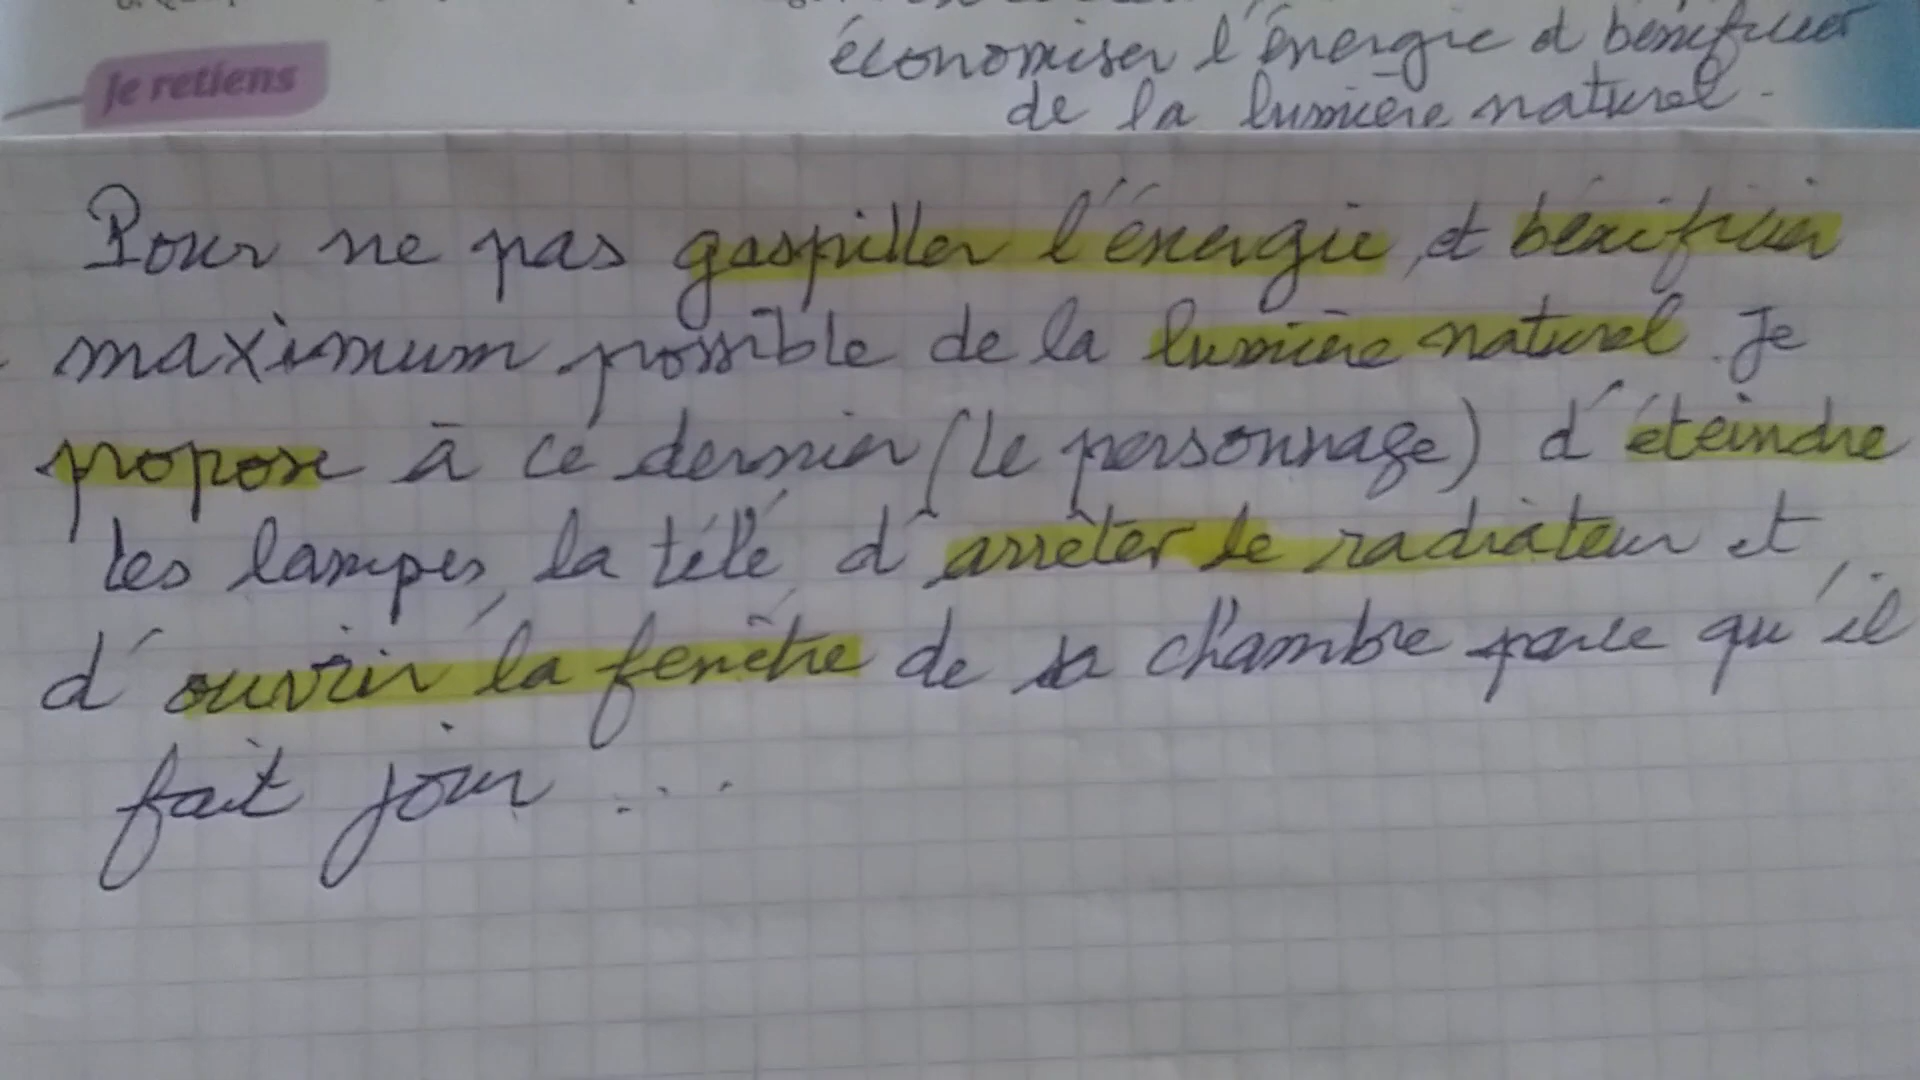 économiser l'énergie et bénéficier
Je retiens
de la lumière naturel.
Pour ne pas gaspiller l'énergie, et bénificier
maximum possible de la lumière naturel. Je
propose à ce dernier (le personnage) d'éteindre
les lampes, la télé, d'arrêter le radiateur et
d'ouvrir la fenêtre de sa chambre parce qu'il
fait jour ...